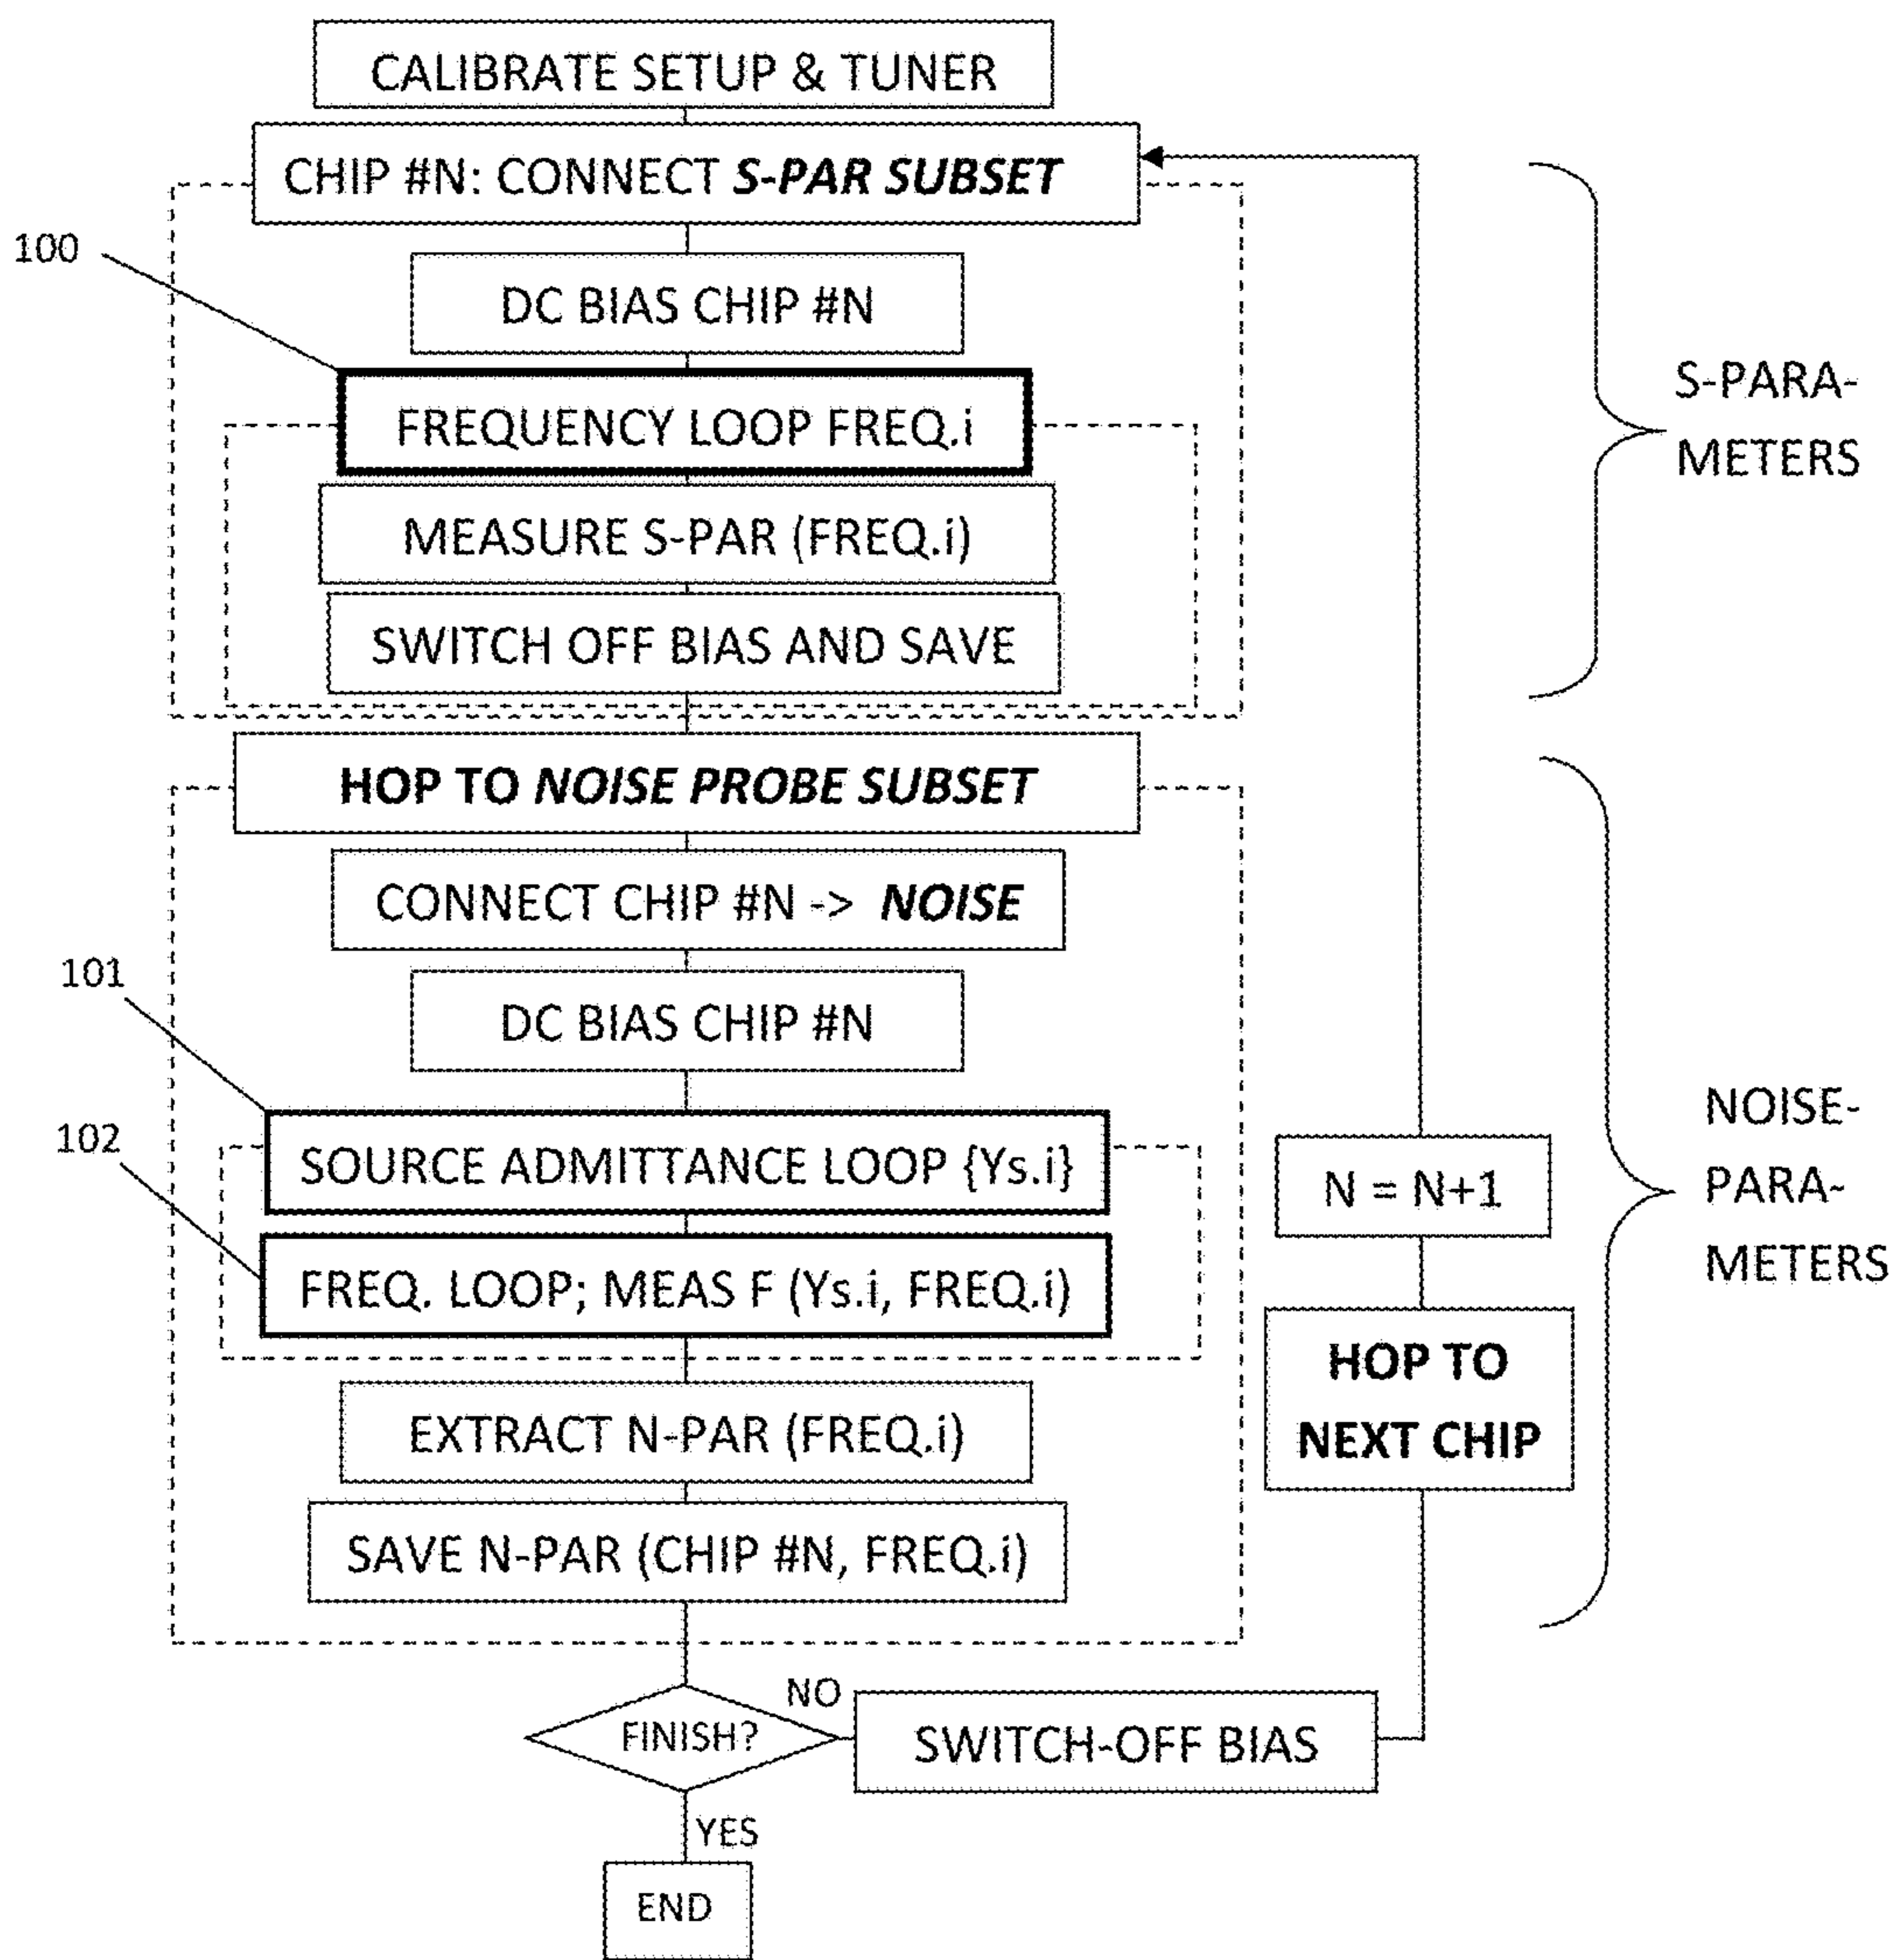 CALIBRATE SETUP & TUNER
CHIP #N: CONNECT S-PAR SUBSET
100
DC BIAS CHIP #N
FREQUENCY LOOP FREQ.i
MEASURE S-PAR (FREQ.i)
SWITCH OFF BIAS AND SAVE
S-PARA-
METERS
HOP TO NOISE PROBE SUBSET
CONNECT CHIP #N -> NOISE
101
DC BIAS CHIP #N
102
SOURCE ADMITTANCE LOOP {Ys.i}
FREQ. LOOP; MEAS F (Ys.i, FREQ.i)
EXTRACT N-PAR (FREQ.i)
SAVE N-PAR (CHIP #N, FREQ.i)
N = N+1
HOP TO
NEXT CHIP
NOISE-
PARA-
METERS
FINISH?
NO
SWITCH-OFF BIAS
YES
END